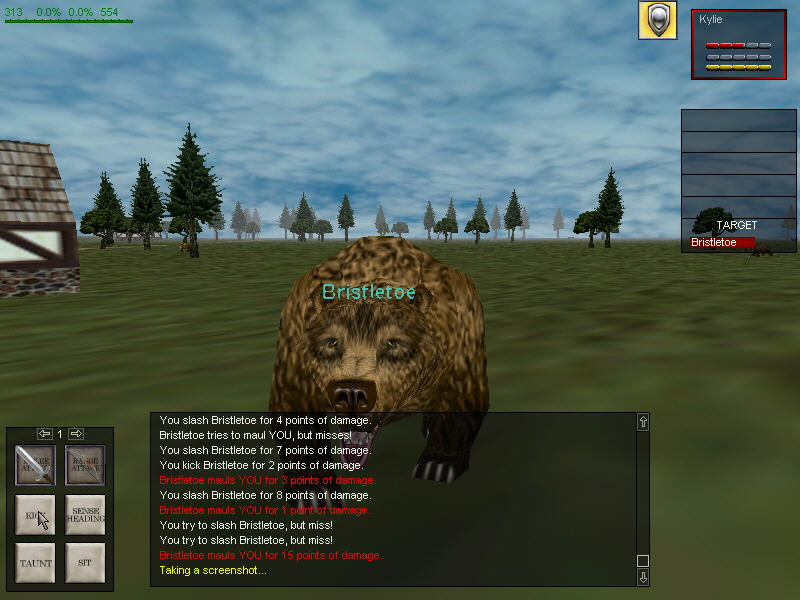 313 0.0% 0.0% 554
Kylie
TARGET
Bristletoe
Bristletoe
You slash Bristletoe for 4 points of damage.
Bristletoe tries to maul YOU, but misses!
You slash Bristletoe for 7 points of damage.
You kick Bristletoe for 2 points of damage.
Bristletoe mauls YOU for 3 points of damage.
You slash Bristletoe for 8 points of damage.
Bristletoe mauls YOU for 1 point of damage.
You try to slash Bristletoe, but miss!
You try to slash Bristletoe, but miss!
Bristletoe mauls YOU for 15 points of damage.
Taking a screenshot...
1
RANGE
ATTACK
SENSE
HEADING
TAUNT
SIT